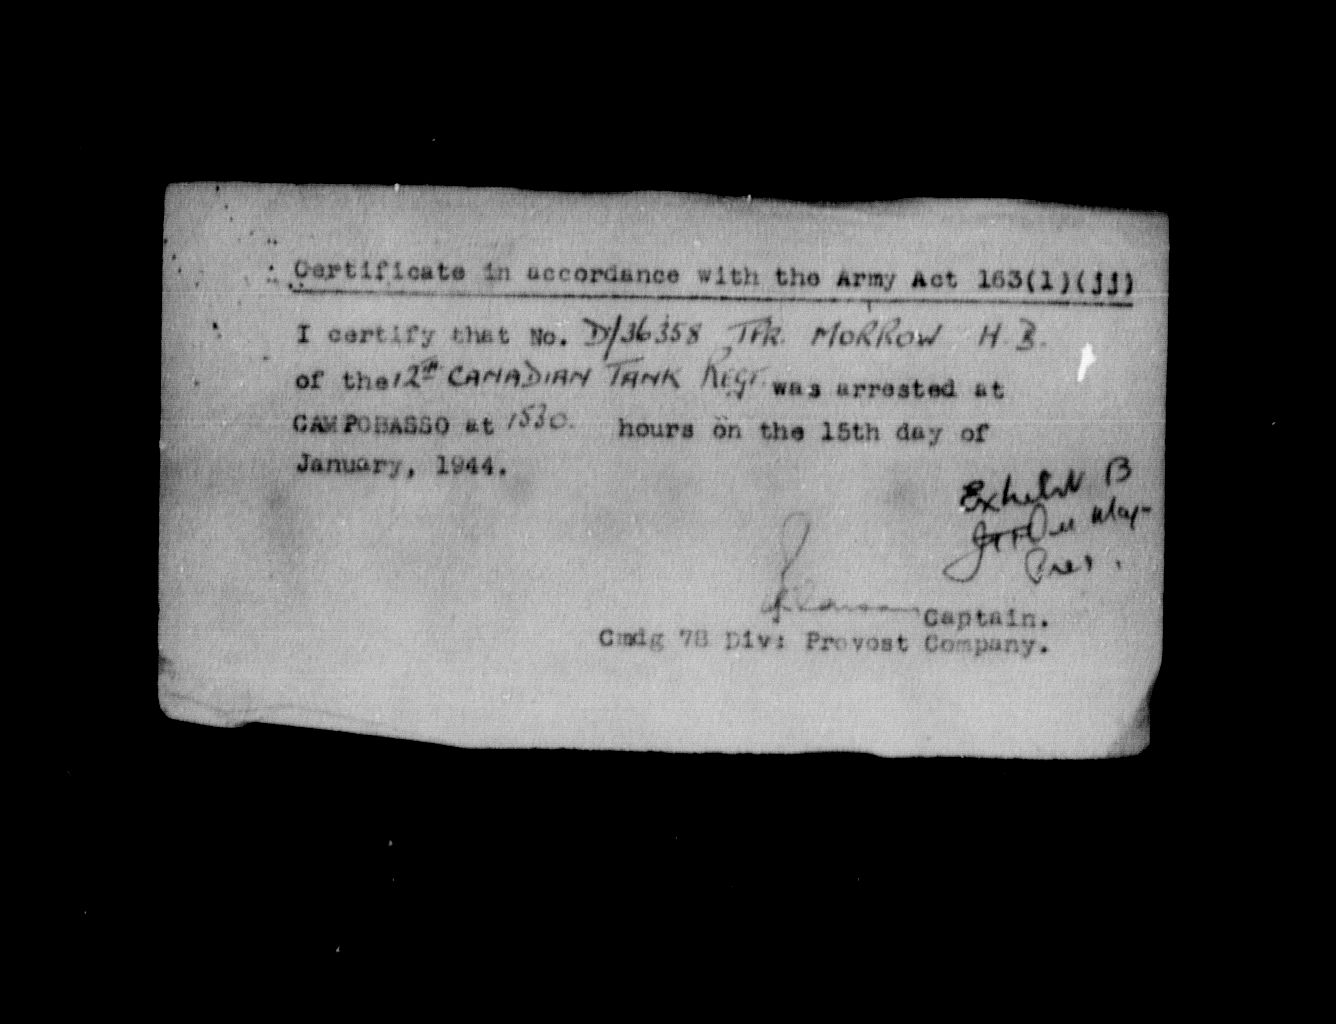 Certificate in accordance with the Army Act 163(1)(jj)
I certify that No. D/36358 TPR. MORROW H. B.
of the 12th CANADIAN TANK REGT. was arrested at
CAMPOBASSO at 1530. hours on the 15th day of
January, 1944.
Exhibit B
Maj-
Pres.
Captain.
Cmdg 78 Div: Provost Company.